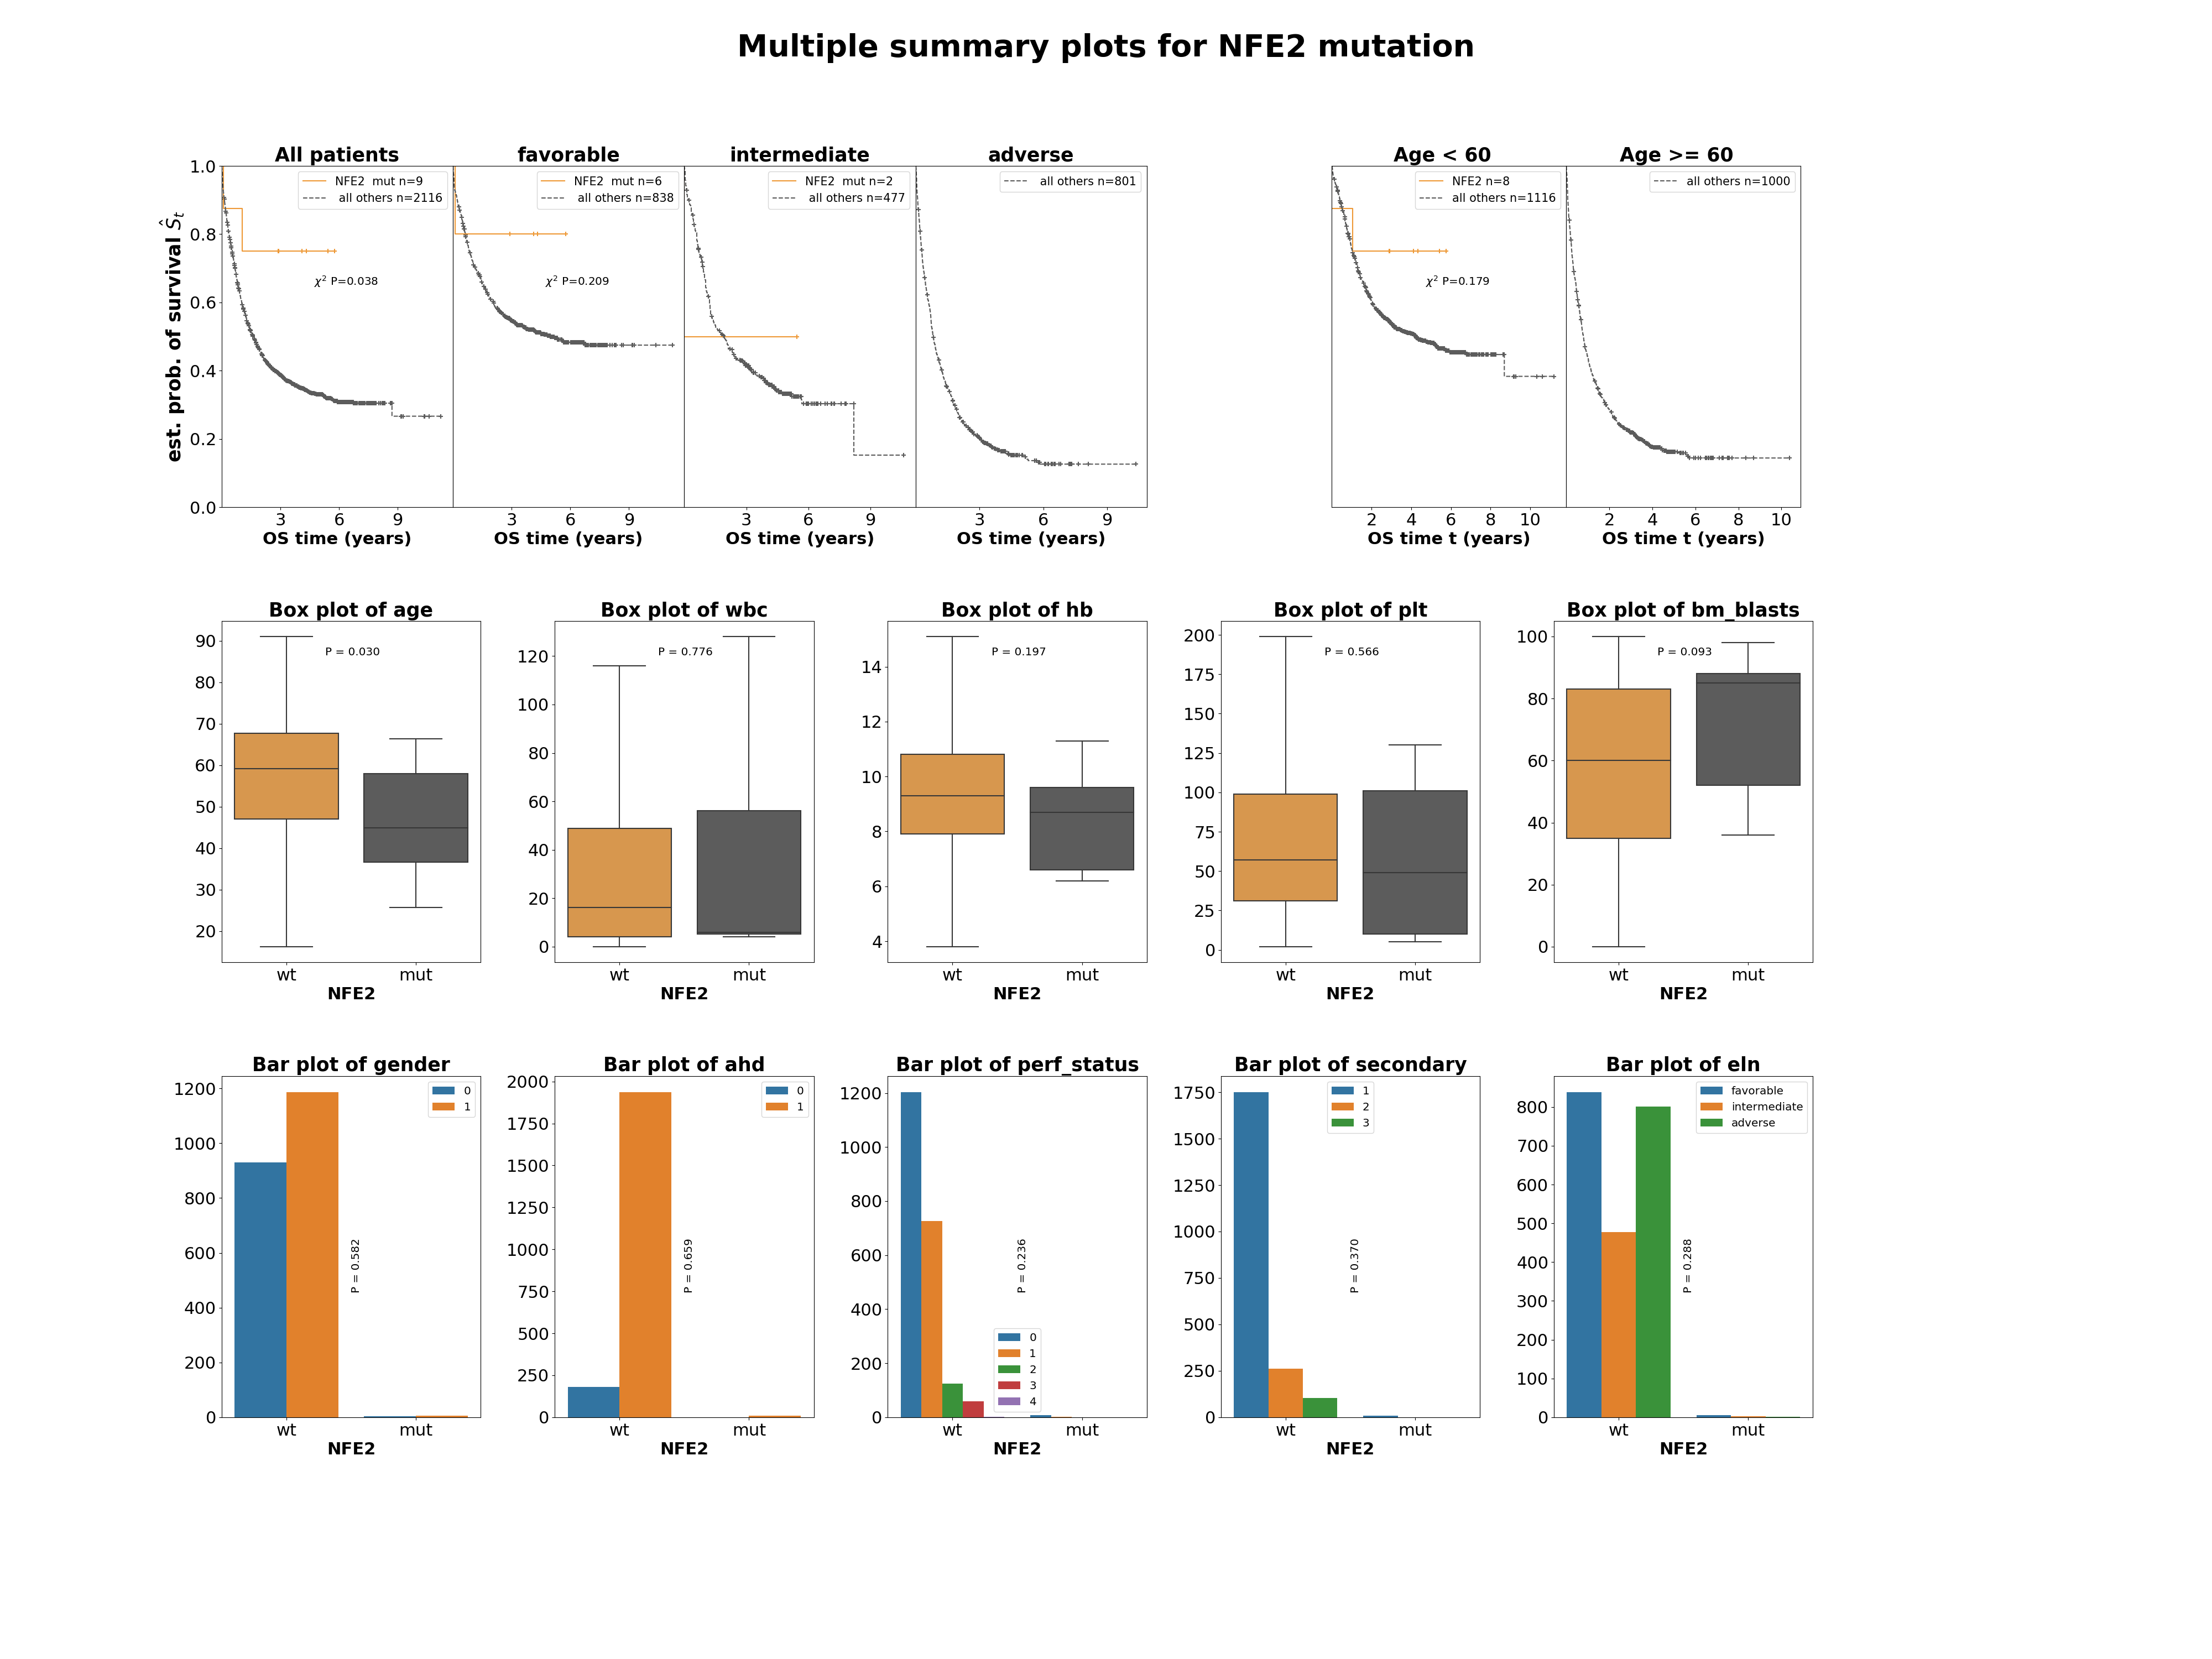 Multiple summary plots for NFE2 mutation
All patients
favorable
intermediate
adverse
Age < 60
Age >= 60
NFE2  mut n=9
all others n=2116
NFE2  mut n=6
all others n=838
NFE2  mut n=2
all others n=477
all others n=801
NFE2 n=8
all others n=1116
all others n=1000
χ² P=0.038
χ² P=0.209
χ² P=0.179
est. prob. of survival Ŝt
1.0
0.8
0.6
0.4
0.2
0.0
3 6 9
3 6 9
3 6 9
3 6 9
2 4 6 8 10
2 4 6 8 10
OS time (years)
OS time (years)
OS time (years)
OS time (years)
OS time t (years)
OS time t (years)
Box plot of age
P = 0.030
90
80
70
60
50
40
30
20
wt mut
NFE2
Box plot of wbc
P = 0.776
120
100
80
60
40
20
0
wt mut
NFE2
Box plot of hb
P = 0.197
14
12
10
8
6
4
wt mut
NFE2
Box plot of plt
P = 0.566
200
175
150
125
100
75
50
25
0
wt mut
NFE2
Box plot of bm_blasts
P = 0.093
100
80
60
40
20
0
wt mut
NFE2
Bar plot of gender
0
1
P = 0.582
1200
1000
800
600
400
200
0
wt mut
NFE2
Bar plot of ahd
0
1
P = 0.659
2000
1750
1500
1250
1000
750
500
250
0
wt mut
NFE2
Bar plot of perf_status
P = 0.236
0
1
2
3
4
1200
1000
800
600
400
200
0
wt mut
NFE2
Bar plot of secondary
1
2
3
P = 0.370
1750
1500
1250
1000
750
500
250
0
wt mut
NFE2
Bar plot of eln
favorable
intermediate
adverse
P = 0.288
800
700
600
500
400
300
200
100
0
wt mut
NFE2